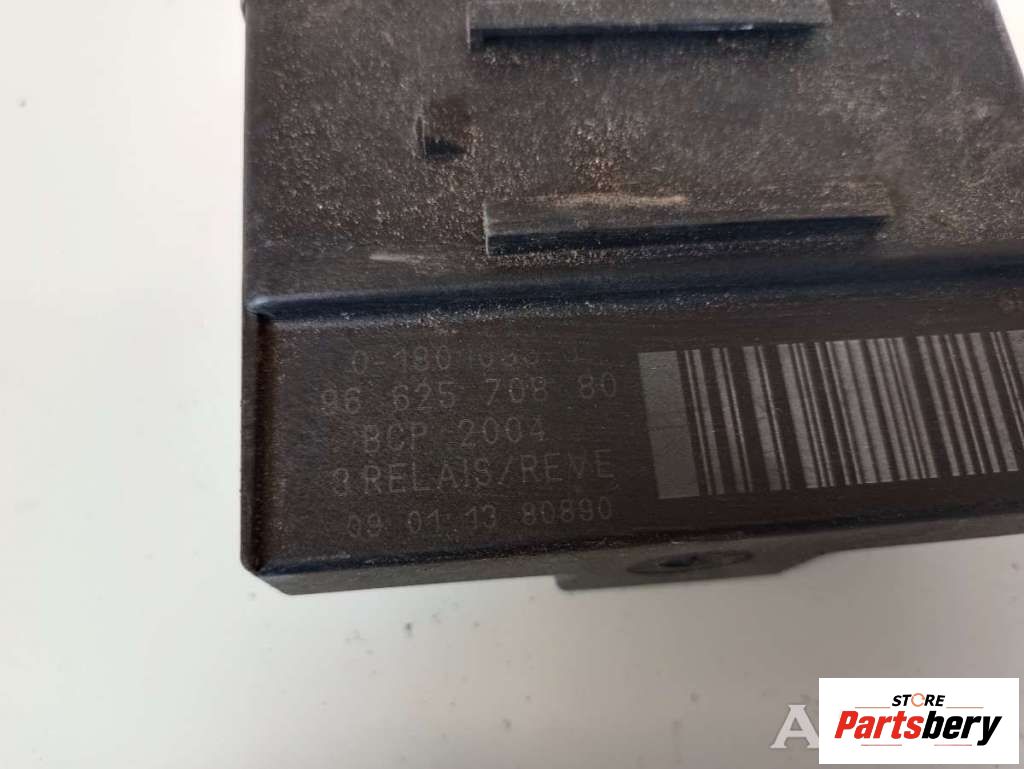 96 625 708 80
BCP 2004
3 RELAIS/REVE
09 01 13 80890
A
STORE
Partsbery